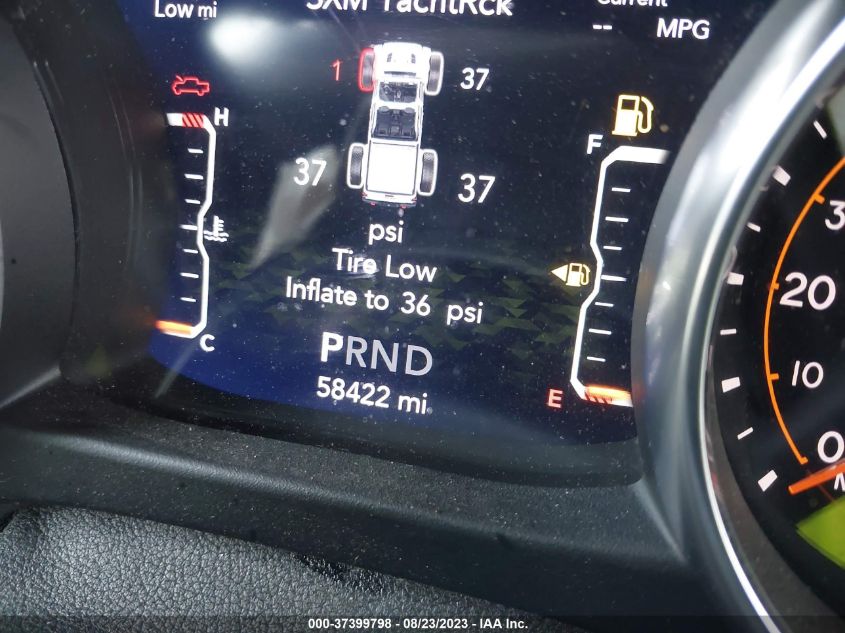 Low mi
SXM YachtRck
Current
-- MPG
1
37
H
F
37
37
psi
Tire Low
Inflate to 36 psi
C
PRND
E
58422 mi
3
20
10
0
000-37399798 - 08/23/2023 - IAA Inc.